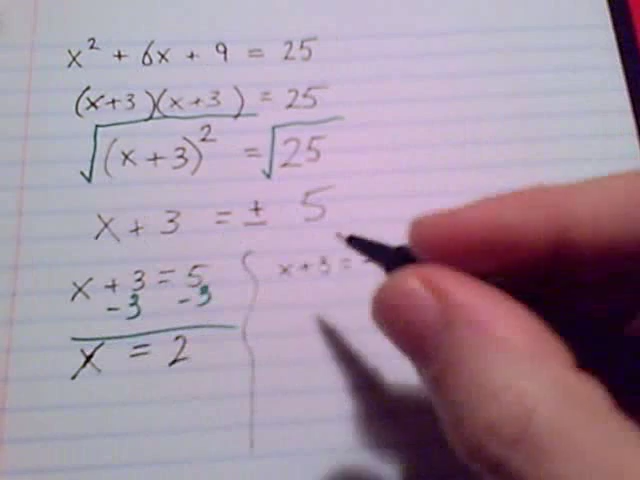 x² + 6x + 9 = 25
(x+3)(x+3) = 25
√(x+3)² = √25
x + 3 = ± 5
x + 3 = 5
-3 -3
x = 2
x + 3 = -